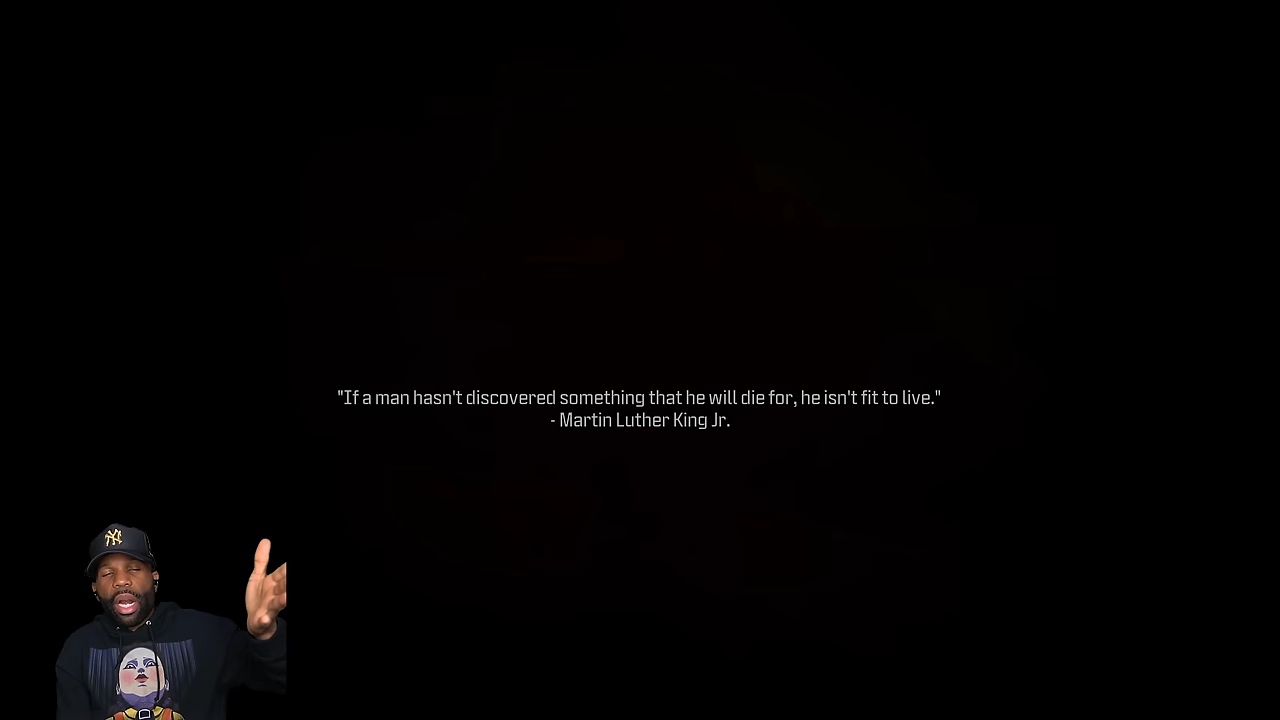 "If a man hasn't discovered something that he will die for, he isn't fit to live."
- Martin Luther King Jr.
NY